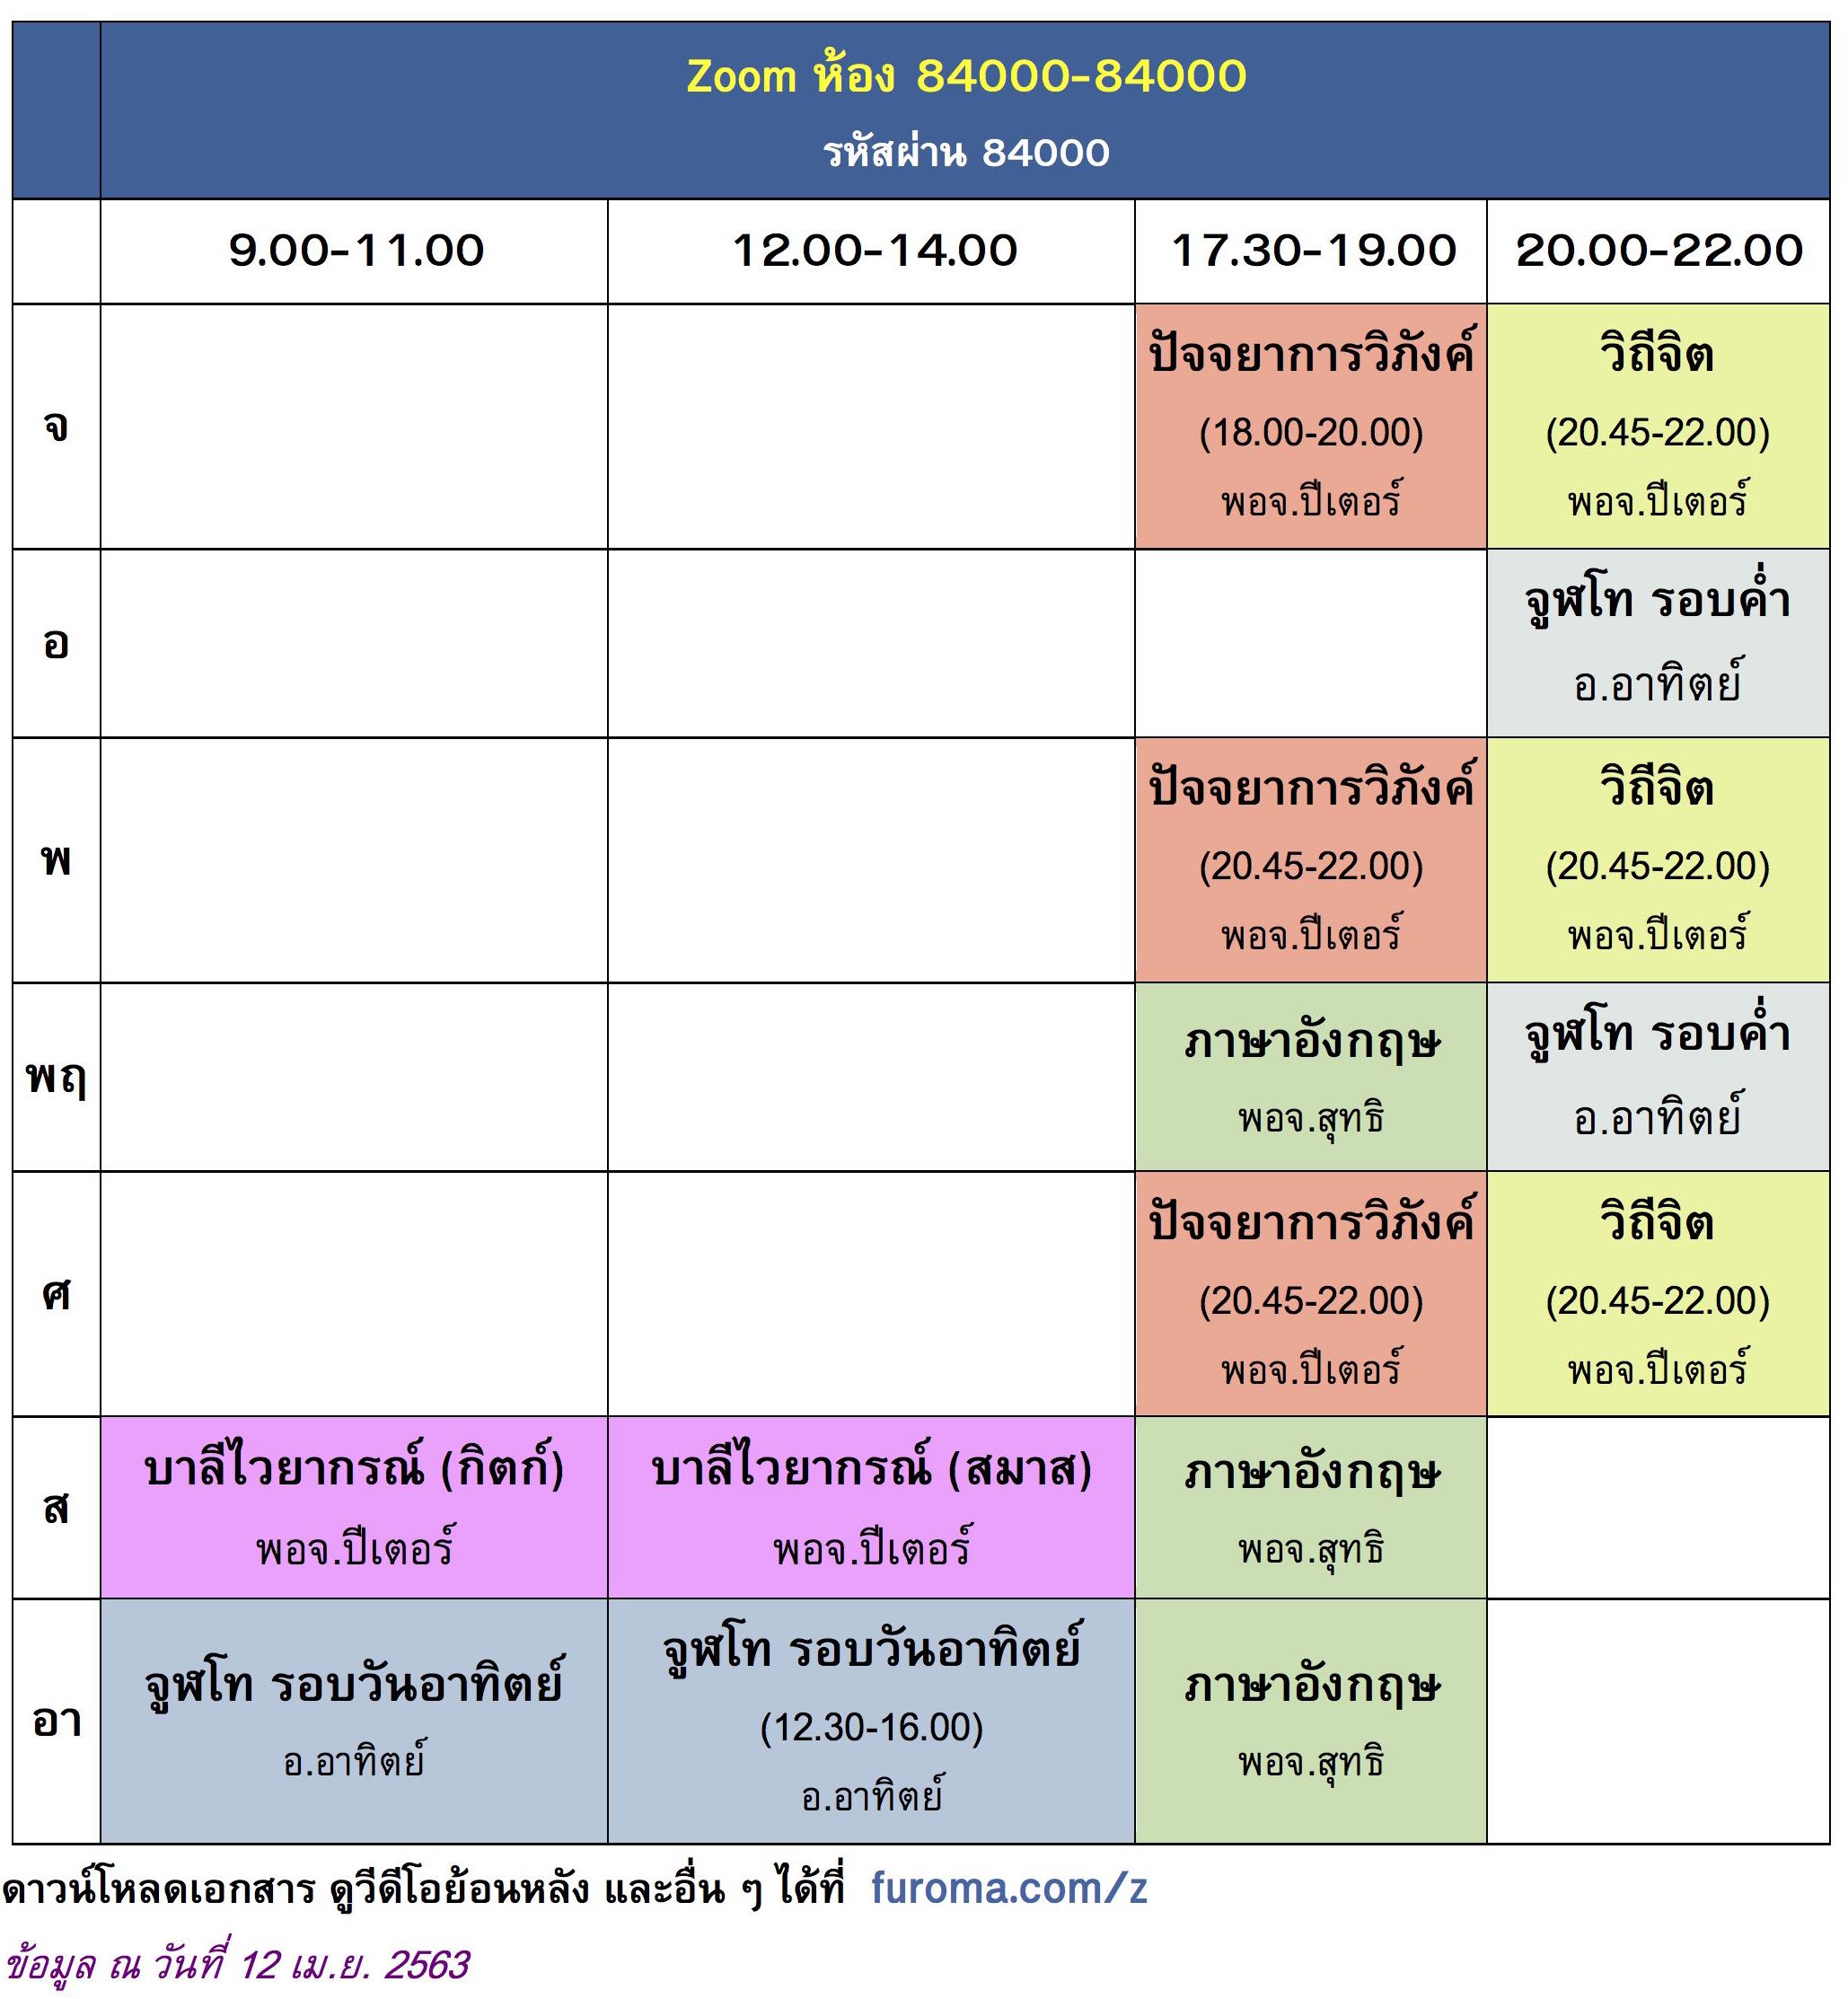 Zoom ห้อง 84000-84000
รหัสผ่าน 84000
9.00-11.00 12.00-14.00 17.30-19.00 20.00-22.00
จ
ปัจจยาการวิภังค์
(18.00-20.00)
พอจ.ปีเตอร์
วิถีจิต
(20.45-22.00)
พอจ.ปีเตอร์
อ
จูฬโท รอบค่ำ
อ.อาทิตย์
พ
ปัจจยาการวิภังค์
(20.45-22.00)
พอจ.ปีเตอร์
วิถีจิต
(20.45-22.00)
พอจ.ปีเตอร์
พฤ
ภาษาอังกฤษ
พอจ.สุทธิ
จูฬโท รอบค่ำ
อ.อาทิตย์
ศ
ปัจจยาการวิภังค์
(20.45-22.00)
พอจ.ปีเตอร์
วิถีจิต
(20.45-22.00)
พอจ.ปีเตอร์
ส
บาลีไวยากรณ์ (กิตก์)
พอจ.ปีเตอร์
บาลีไวยากรณ์ (สมาส)
พอจ.ปีเตอร์
ภาษาอังกฤษ
พอจ.สุทธิ
อา
จูฬโท รอบวันอาทิตย์
อ.อาทิตย์
จูฬโท รอบวันอาทิตย์
(12.30-16.00)
อ.อาทิตย์
ภาษาอังกฤษ
พอจ.สุทธิ
ดาวน์โหลดเอกสาร ดูวีดีโอย้อนหลัง และอื่น ๆ ได้ที่ furoma.com/z
ข้อมูล ณ วันที่ 12 เม.ย. 2563